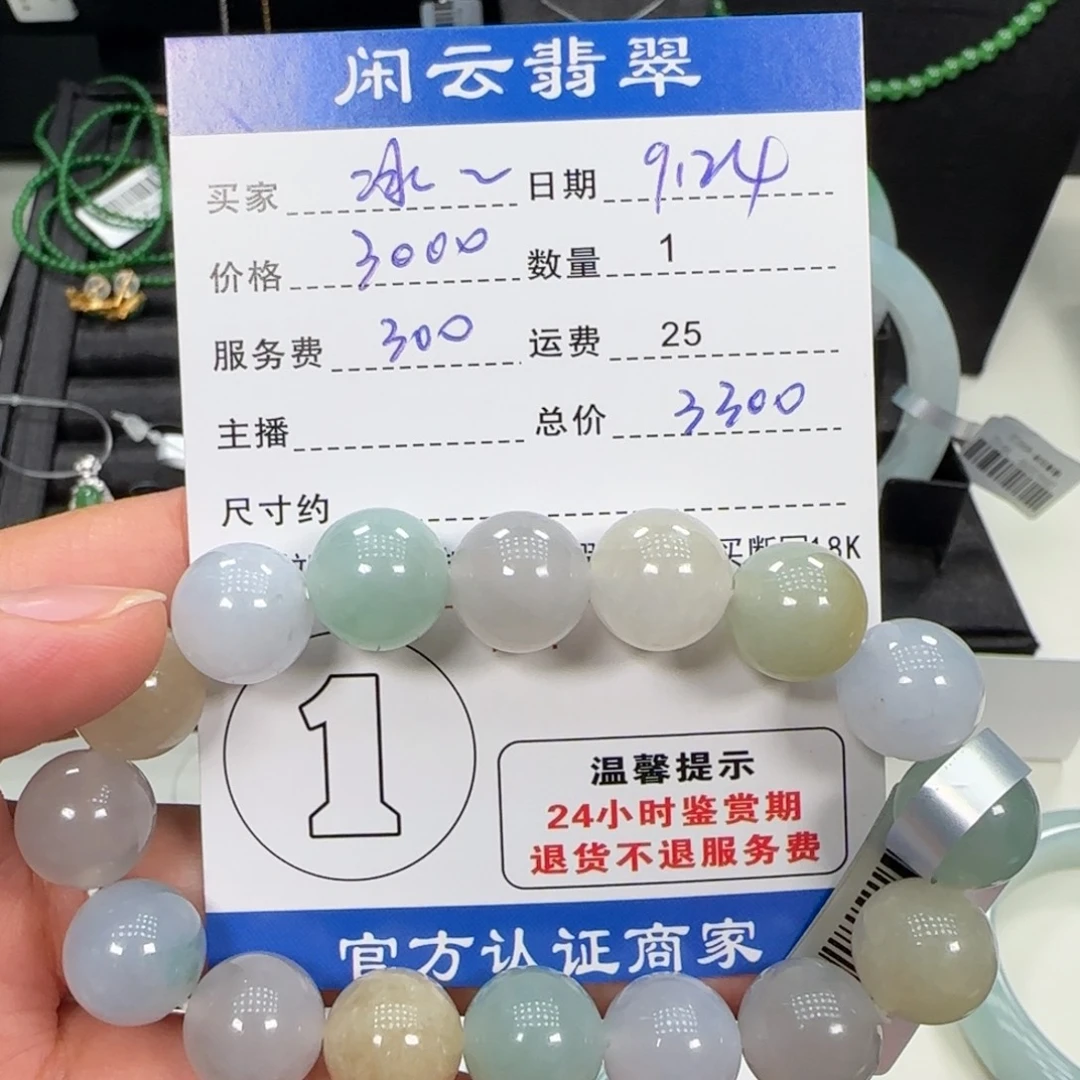 闲云翡翠
买家 冰~ 日期 9.24
价格 3000 数量 1
服务费 300 运费 25
主播 总价 3300
尺寸约
买断
18K
1
温馨提示
24小时鉴赏期
退货不退服务费
官方认证商家